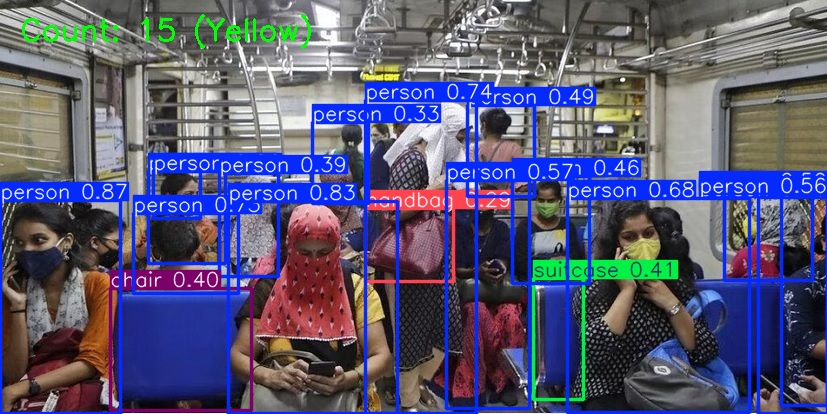 Count: 15 (Yellow)
person 0.74
person 0.49
person 0.33
person
person 0.39
0.57
0.46
person 0.87
person 0.75
person 0.83
handbag 0.29
person 0.68
person 0.56
chair 0.40
suitcase 0.41